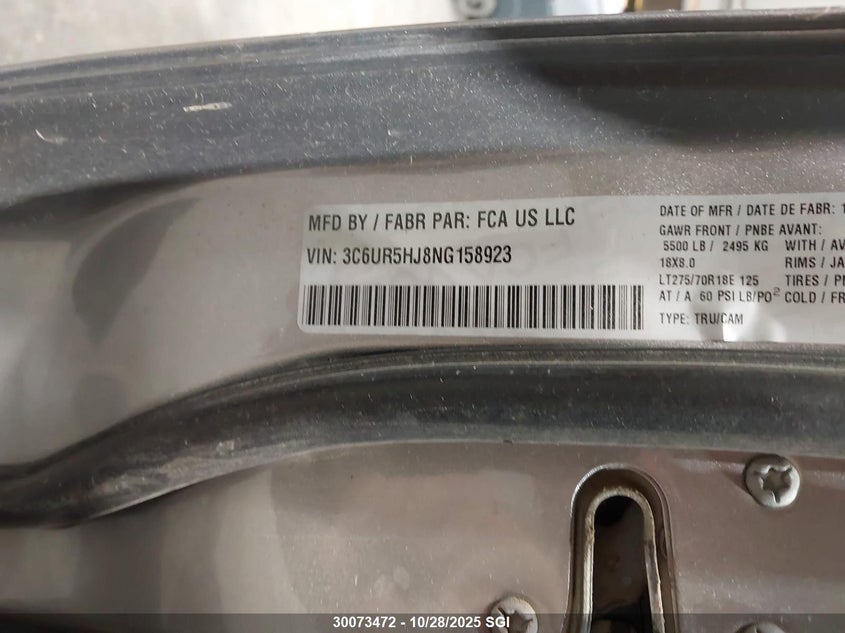 MFD BY / FABR PAR: FCA US LLC
VIN: 3C6UR5HJ8NG158923
DATE OF MFR / DATE DE FABR: 1
GAWR FRONT / PNBE AVANT:
5500 LB / 2495 KG WITH / AV
18X8.0 RIMS / JA
LT275/70R18E 125 TIRES / PN
AT / A 60 PSI LB/PO² COLD / FR
TYPE: TRU/CAM
30073472 - 10/28/2025 SGI